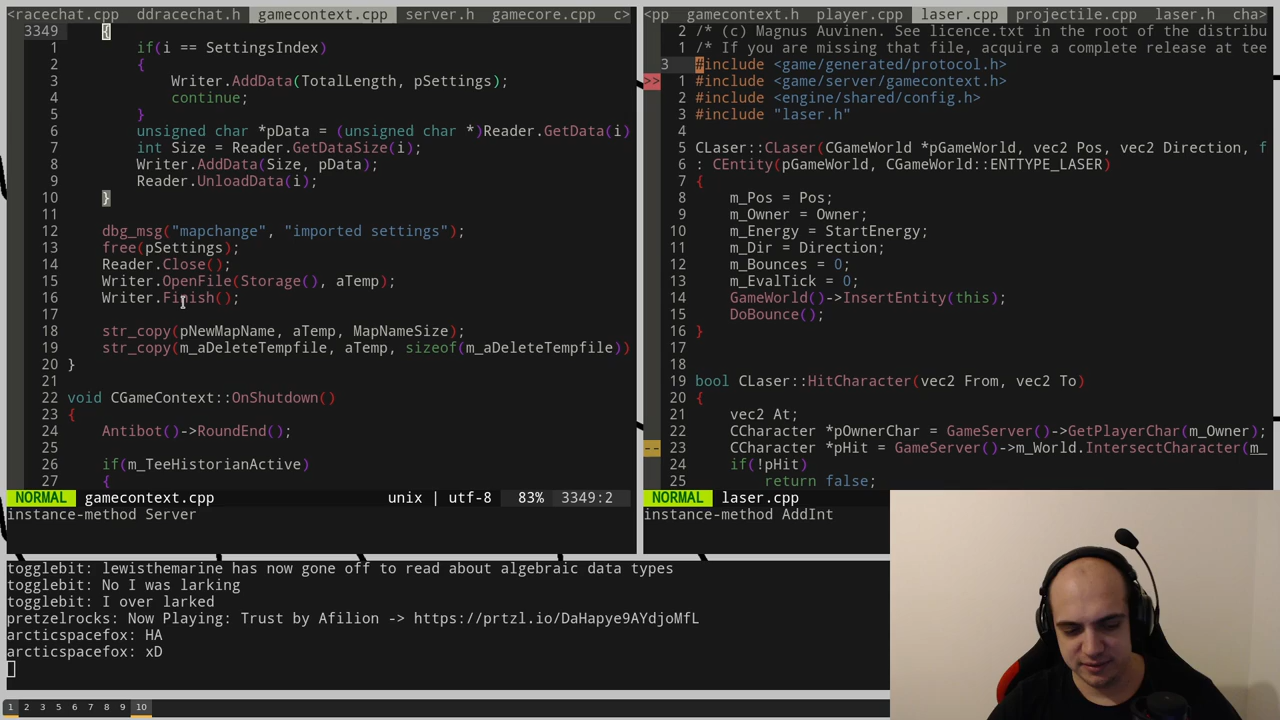 <racechat.cpp ddracechat.h gamecontext.cpp server.h gamecore.cpp c>
3349 {
1 if(i == SettingsIndex)
2 {
3 Writer.AddData(TotalLength, pSettings);
4 continue;
5 }
6 unsigned char *pData = (unsigned char *)Reader.GetData(i)
7 int Size = Reader.GetDataSize(i);
8 Writer.AddData(Size, pData);
9 Reader.UnloadData(i);
10 }
11
12 dbg_msg("mapchange", "imported settings");
13 free(pSettings);
14 Reader.Close();
15 Writer.OpenFile(Storage(), aTemp);
16 Writer.Finish();
17
18 str_copy(pNewMapName, aTemp, MapNameSize);
19 str_copy(m_aDeleteTempfile, aTemp, sizeof(m_aDeleteTempfile))
20 }
21
22 void CGameContext::OnShutdown()
23 {
24 Antibot()->RoundEnd();
25
26 if(m_TeeHistorianActive)
27 {
NORMAL gamecontext.cpp unix | utf-8 83% 3349:2
instance-method Server
<pp gamecontext.h player.cpp laser.cpp projectile.cpp laser.h cha>
2 /* (c) Magnus Auvinen. See licence.txt in the root of the distribu
1 /* If you are missing that file, acquire a complete release at tee
3 #include <game/generated/protocol.h>
>> 1 #include <game/server/gamecontext.h>
2 #include <engine/shared/config.h>
3 #include "laser.h"
4
5 CLaser::CLaser(CGameWorld *pGameWorld, vec2 Pos, vec2 Direction, f
6 : CEntity(pGameWorld, CGameWorld::ENTTYPE_LASER)
7 {
8 m_Pos = Pos;
9 m_Owner = Owner;
10 m_Energy = StartEnergy;
11 m_Dir = Direction;
12 m_Bounces = 0;
13 m_EvalTick = 0;
14 GameWorld()->InsertEntity(this);
15 DoBounce();
16 }
17
18
19 bool CLaser::HitCharacter(vec2 From, vec2 To)
20 {
21 vec2 At;
22 CCharacter *pOwnerChar = GameServer()->GetPlayerChar(m_Owner);
-- 23 CCharacter *pHit = GameServer()->m_World.IntersectCharacter(m_
24 if(!pHit)
25 return false;
NORMAL laser.cpp
instance-method AddInt
togglebit: lewisthemarine has now gone off to read about algebraic data types
togglebit: No I was larking
togglebit: I over larked
pretzelrocks: Now Playing: Trust by Afilion -> https://prtzl.io/DaHapye9AYdjoMfL
arcticspacefox: HA
arcticspacefox: xD
1 2 3 4 5 6 7 8 9 10